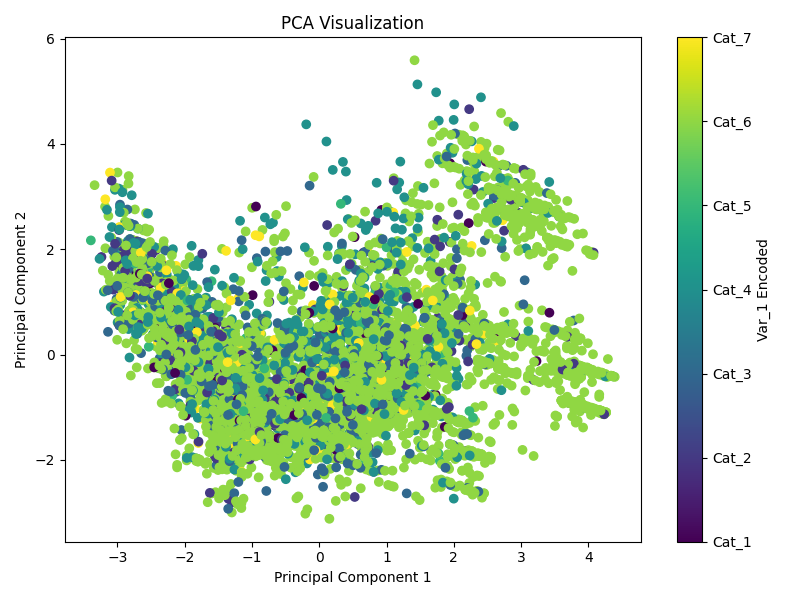 PCA Visualization
6
4
2
0
−2
Principal Component 2
−3
−2
−1
0
1
2
3
4
Principal Component 1
Cat_7
Cat_6
Cat_5
Cat_4
Cat_3
Cat_2
Cat_1
Var_1 Encoded